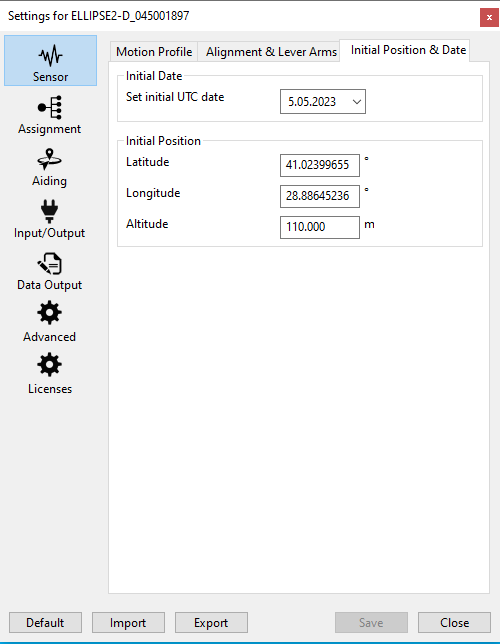 Settings for ELLIPSE2-D_045001897
x
Sensor
Assignment
Aiding
Input/Output
Data Output
Advanced
Licenses
Motion Profile Alignment & Lever Arms Initial Position & Date
Initial Date
Set initial UTC date 5.05.2023
Initial Position
Latitude 41.02399655 °
Longitude 28.88645236 °
Altitude 110.000 m
Default Import Export Save Close